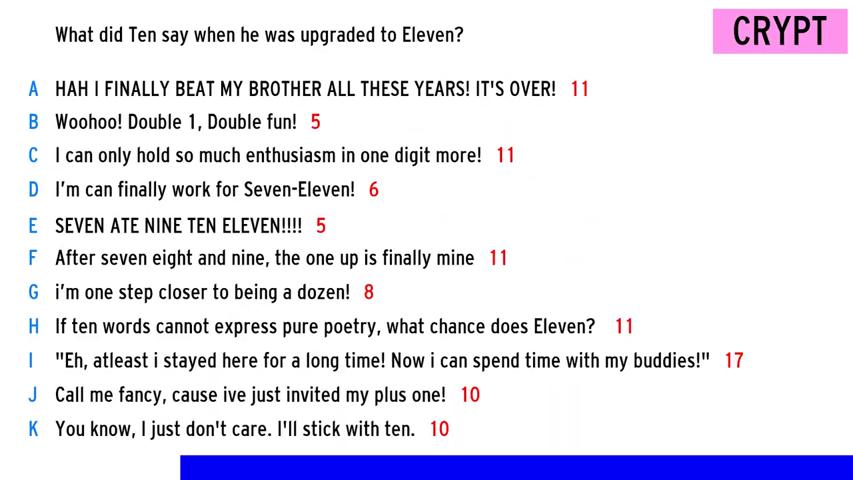 What did Ten say when he was upgraded to Eleven?
CRYPT
A HAH I FINALLY BEAT MY BROTHER ALL THESE YEARS! IT'S OVER! 11
B Woohoo! Double 1, Double fun! 5
C I can only hold so much enthusiasm in one digit more! 11
D I'm can finally work for Seven-Eleven! 6
E SEVEN ATE NINE TEN ELEVEN!!!! 5
F After seven eight and nine, the one up is finally mine 11
G i'm one step closer to being a dozen! 8
H If ten words cannot express pure poetry, what chance does Eleven? 11
I "Eh, atleast i stayed here for a long time! Now i can spend time with my buddies!" 17
J Call me fancy, cause ive just invited my plus one! 10
K You know, I just don't care. I'll stick with ten. 10